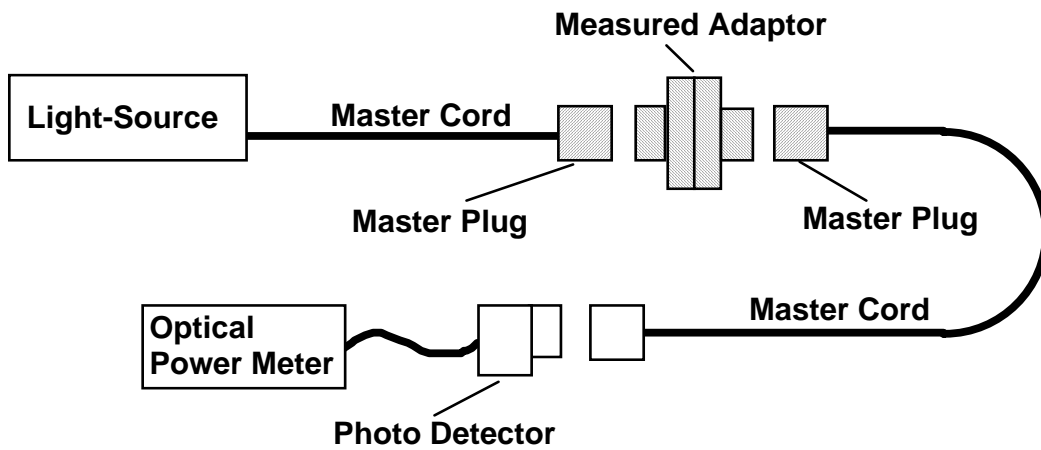 Measured Adaptor
Light-Source
Master Cord
Master Plug
Master Plug
Optical
Power Meter
Master Cord
Photo Detector